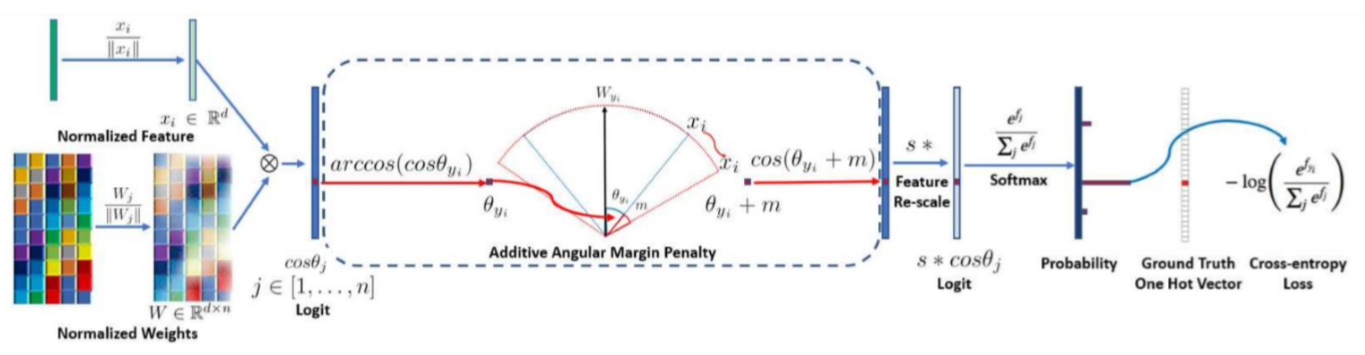 x_i / ‖x_i‖
x_i ∈ ℝ^d
Normalized Feature
W_j / ‖W_j‖
W ∈ ℝ^{d×n}
Normalized Weights
⊗
cosθ_j
j ∈ [1, . . . , n]
Logit
arccos(cosθ_{y_i})
θ_{y_i}
W_{y_i}
x_i
x_i
θ_{y_i}
m
Additive Angular Margin Penalty
cos(θ_{y_i} + m)
θ_{y_i} + m
s ∗
Feature
Re-scale
s ∗ cosθ_j
Logit
e^{f_j} / Σ_j e^{f_j}
Softmax
Probability
Ground Truth
One Hot Vector
−log(e^{f_{y_i}} / Σ_j e^{f_j})
Cross-entropy
Loss